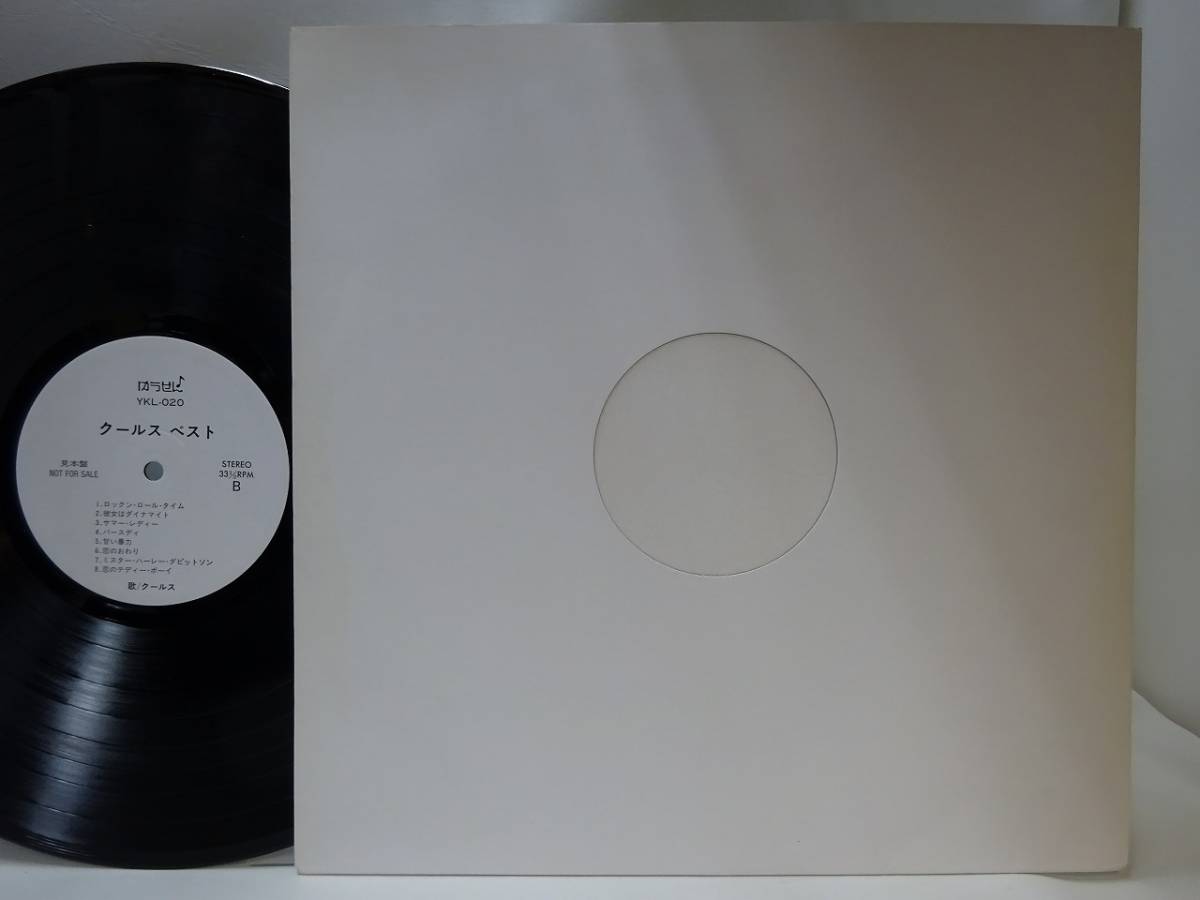 ゆうせん
YKL-020
クールス ベスト
見本盤
NOT FOR SALE
STEREO
33⅓RPM
B
1.ロックン・ロール・タイム
2.彼女はダイナマイト
3.サマー・レディー
4.バースディ
5.甘い暴力
6.恋のおわり
7.ミスター・ハーレー・ダビットソン
8.恋のテディー・ボーイ
歌/クールス